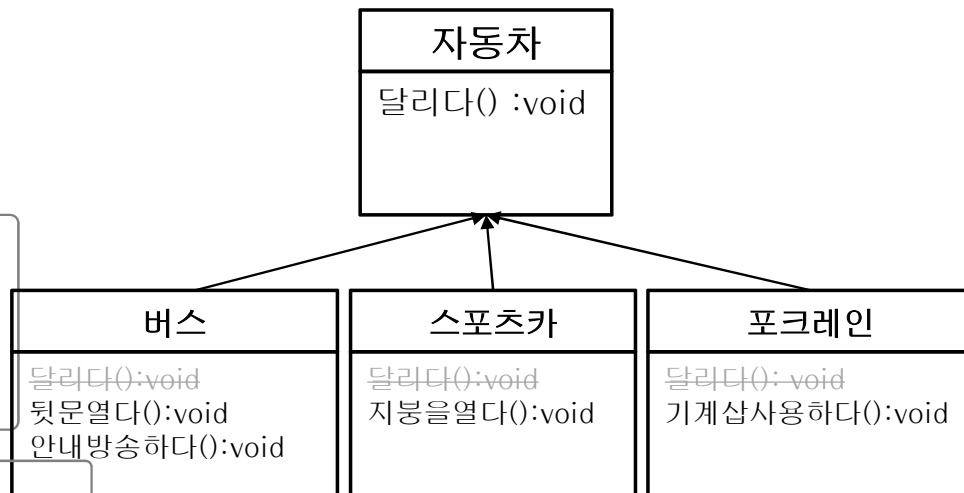 자동차
달리다() :void
버스
달리다():void
뒷문열다():void
안내방송하다():void
스포츠카
달리다():void
지붕을열다():void
포크레인
달리다(): void
기계삽사용하다():void